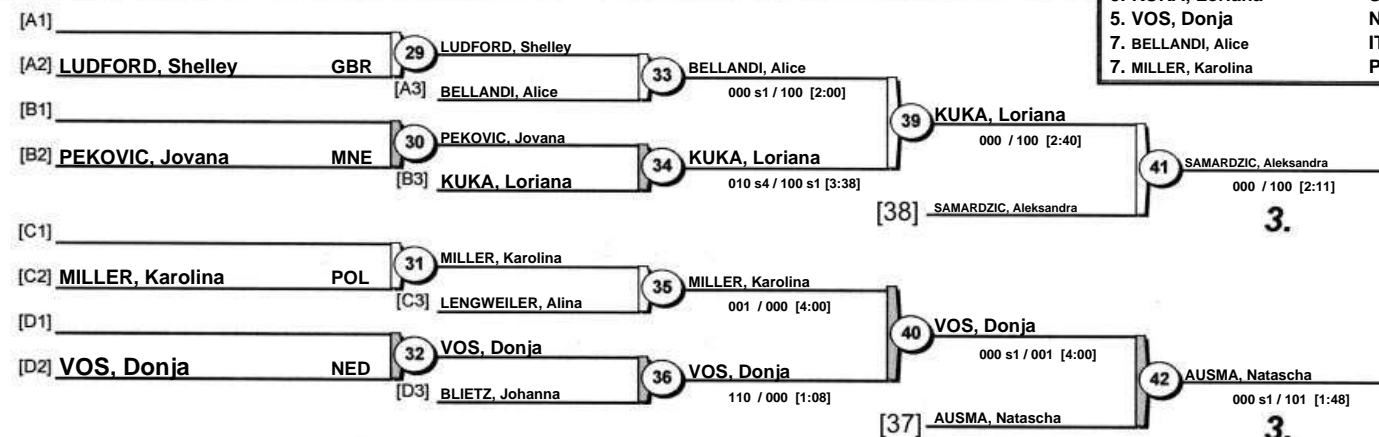 5. VOS, Donja N
7. BELLANDI, Alice IT
7. MILLER, Karolina P
[A1]
[A2] LUDFORD, Shelley GBR
29
LUDFORD, Shelley
[A3] BELLANDI, Alice
33
BELLANDI, Alice
000 s1 / 100 [2:00]
[B1]
[B2] PEKOVIC, Jovana MNE
30
PEKOVIC, Jovana
[B3] KUKA, Loriana
34
KUKA, Loriana
010 s4 / 100 s1 [3:38]
39
KUKA, Loriana
000 / 100 [2:40]
[38] SAMARDZIC, Aleksandra
41
SAMARDZIC, Aleksandra
000 / 100 [2:11]
3.
[C1]
[C2] MILLER, Karolina POL
31
MILLER, Karolina
[C3] LENGWEILER, Alina
35
MILLER, Karolina
001 / 000 [4:00]
[D1]
[D2] VOS, Donja NED
32
VOS, Donja
[D3] BLIETZ, Johanna
36
VOS, Donja
110 / 000 [1:08]
40
VOS, Donja
000 s1 / 001 [4:00]
[37] AUSMA, Natascha
42
AUSMA, Natascha
000 s1 / 101 [1:48]
3.